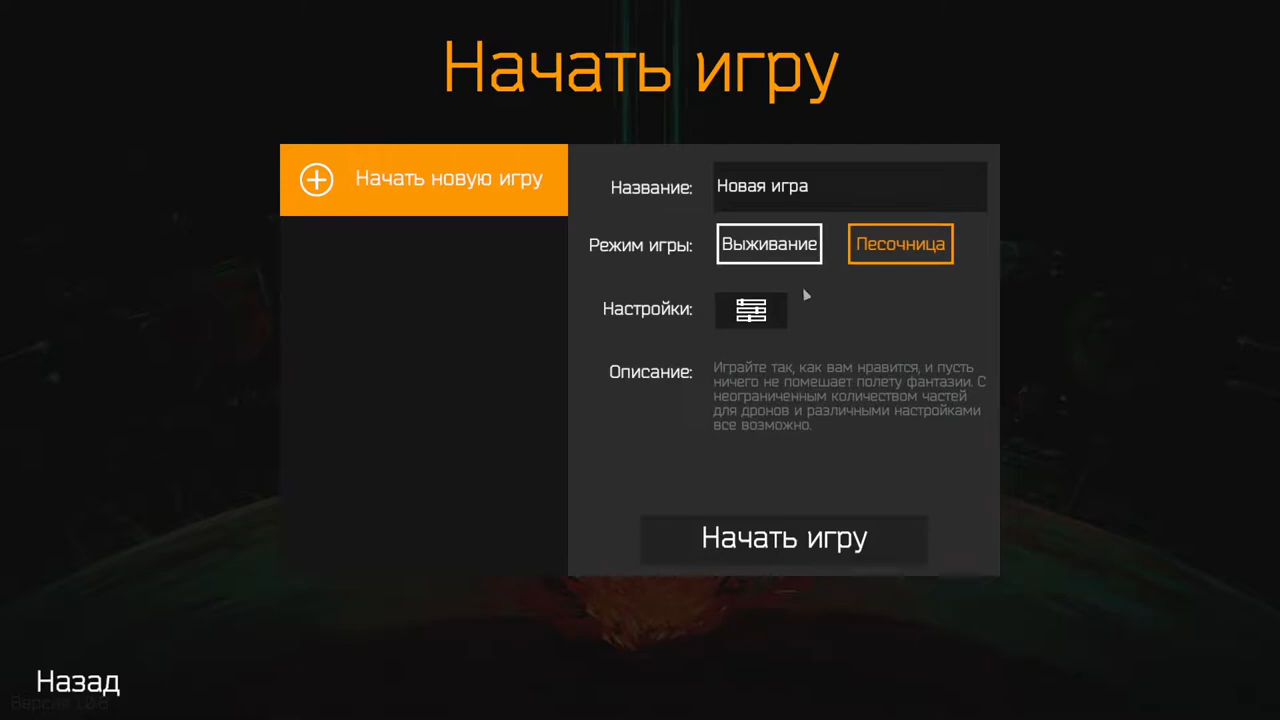 Начать игру
Начать новую игру
Название:
Новая игра
Режим игры:
Выживание
Песочница
Настройки:
Описание:
Играйте так, как вам нравится, и пусть
ничего не помешает полету фантазии. С
неограниченным количеством частей
для дронов и различными настройками
все возможно.
Начать игру
Назад